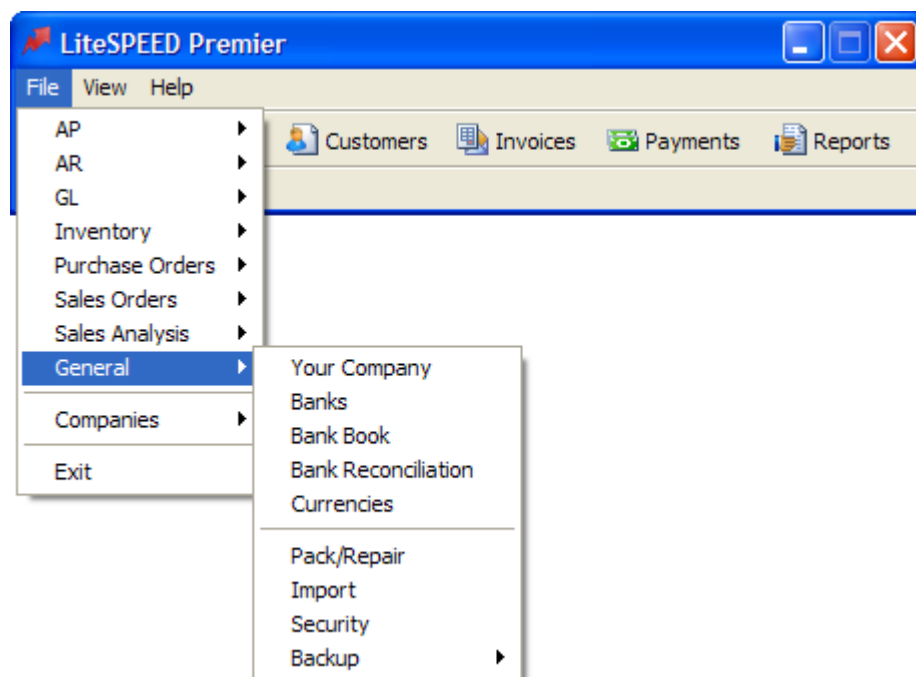 LiteSPEED Premier
File View Help
Customers Invoices Payments Reports
AP
AR
GL
Inventory
Purchase Orders
Sales Orders
Sales Analysis
General
Companies
Exit
Your Company
Banks
Bank Book
Bank Reconciliation
Currencies
Pack/Repair
Import
Security
Backup